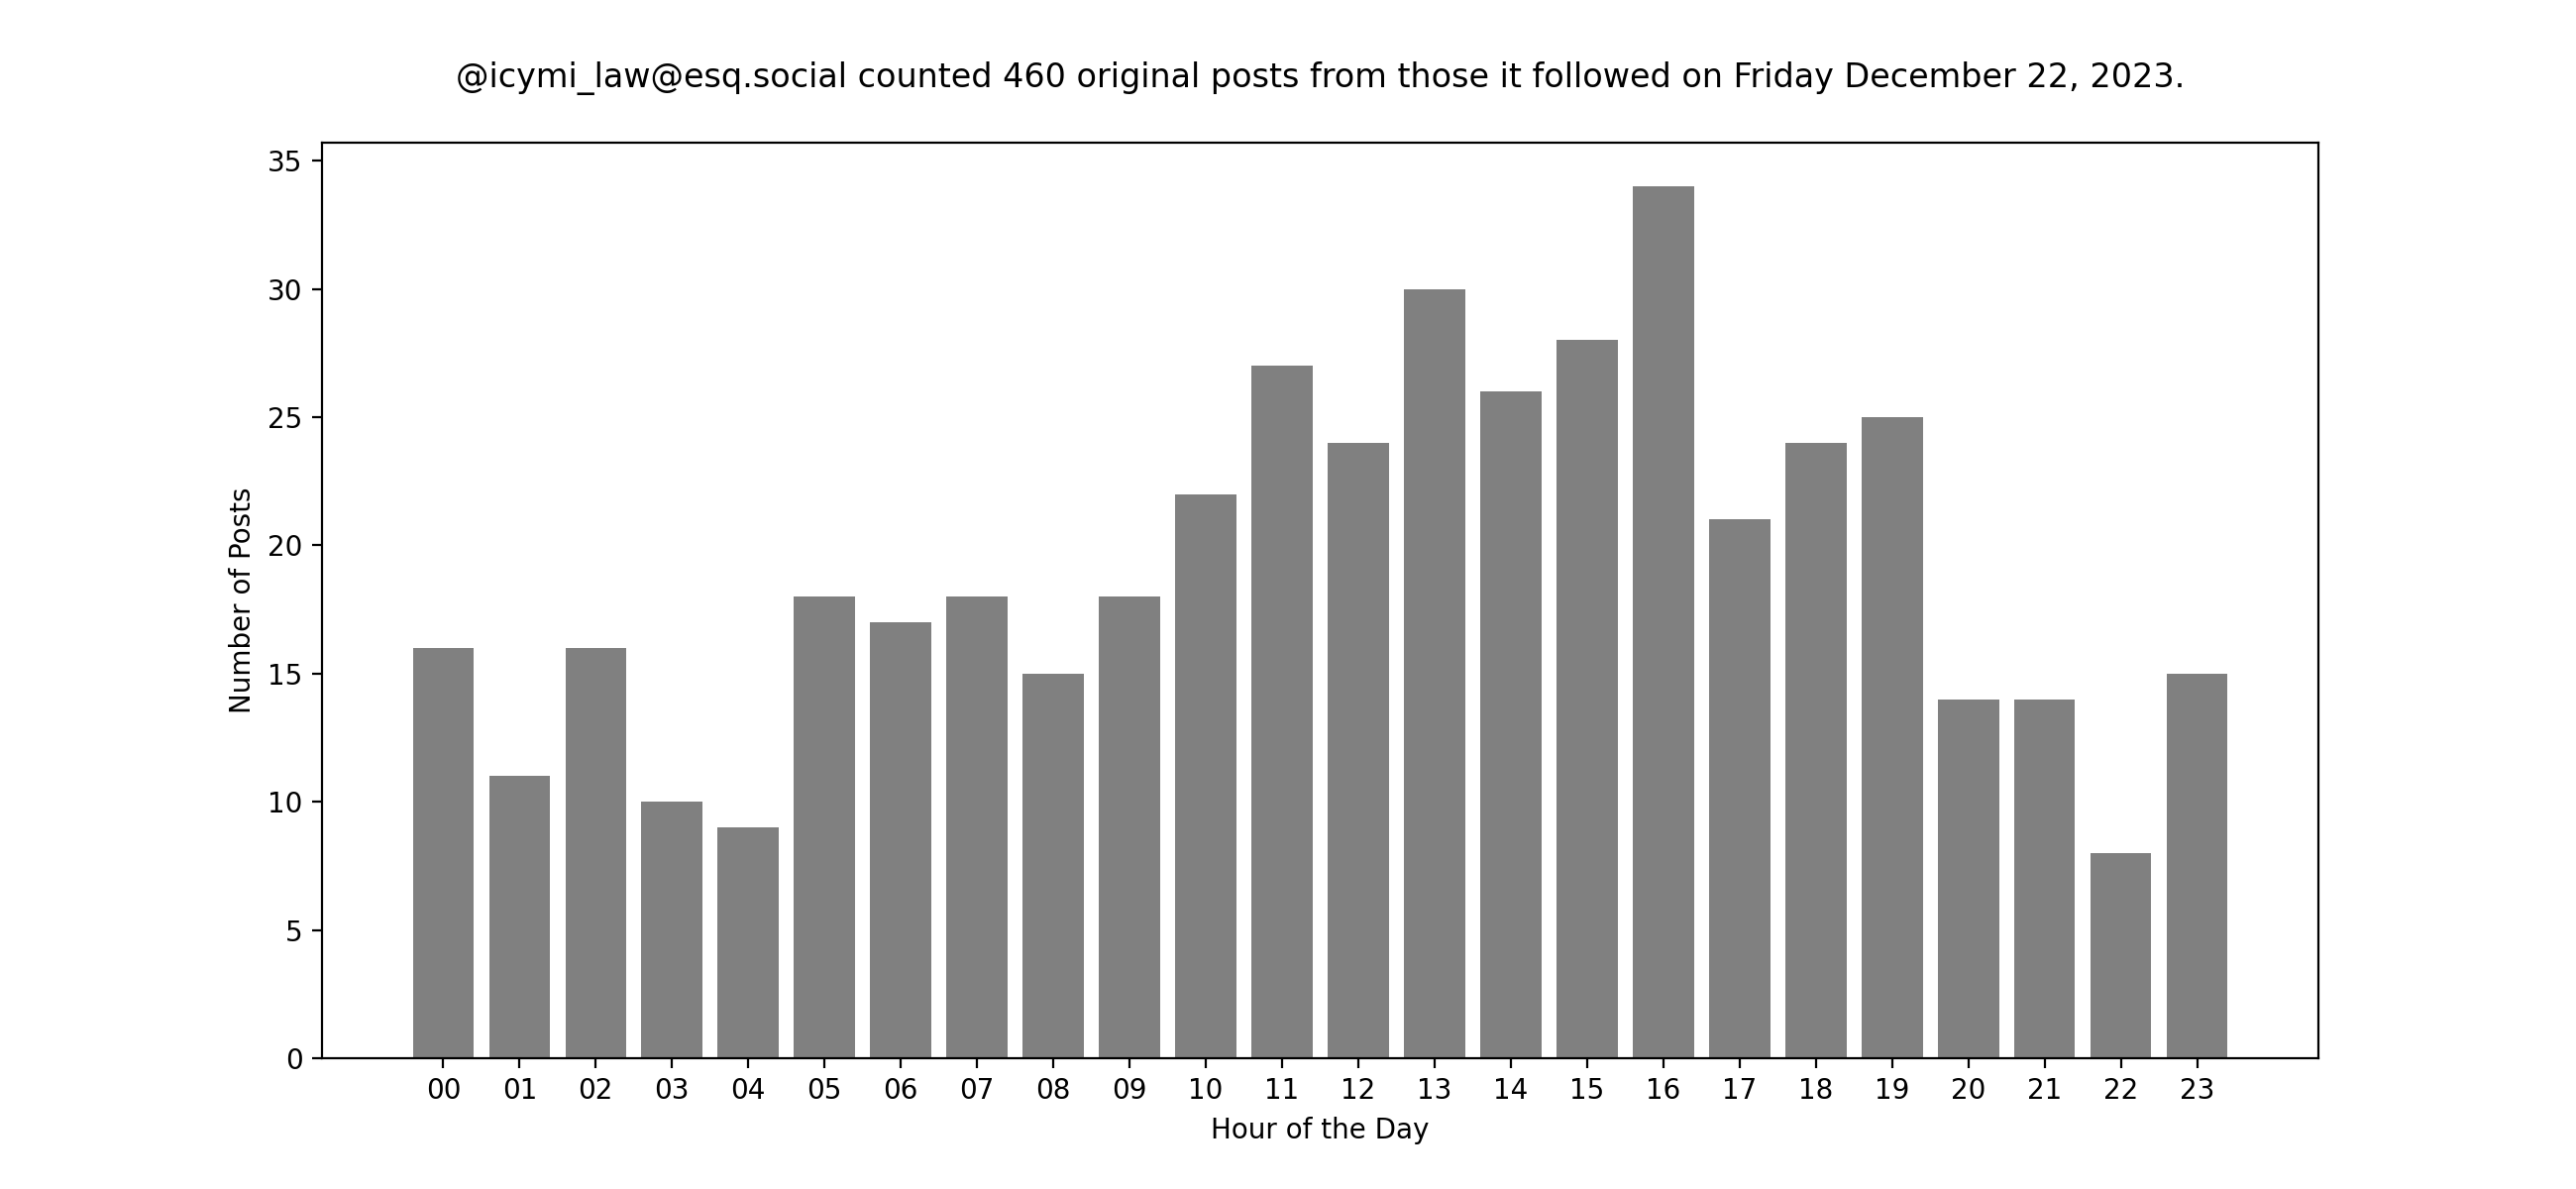 @icymi_law@esq.social counted 460 original posts from those it followed on Friday December 22, 2023.
35
30
25
20
15
10
5
0
Number of Posts
00 01 02 03 04 05 06 07 08 09 10 11 12 13 14 15 16 17 18 19 20 21 22 23
Hour of the Day